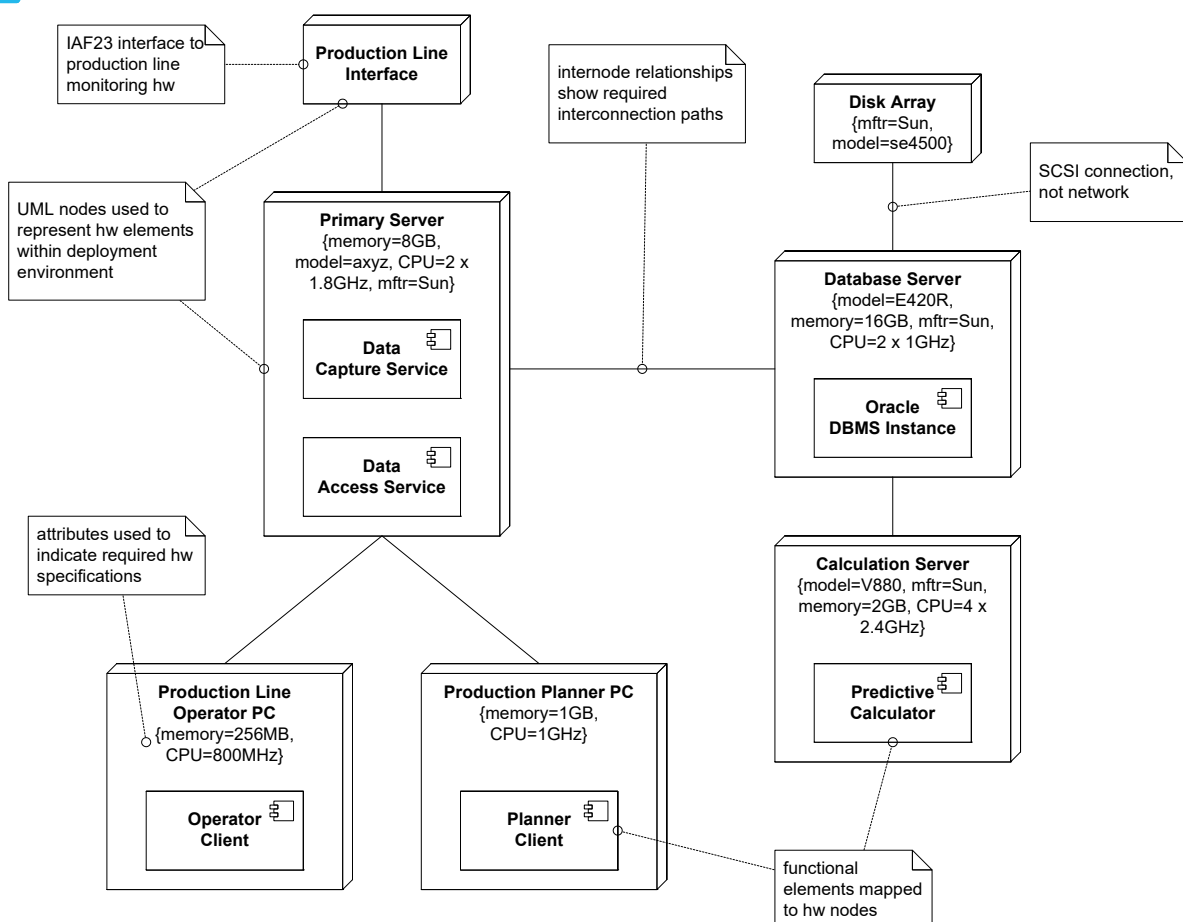 IAF23 interface to
production line
monitoring hw
Production Line
Interface
internode relationships
show required
interconnection paths
Disk Array
{mftr=Sun,
model=se4500}
SCSI connection,
not network
UML nodes used to
represent hw elements
within deployment
environment
Primary Server
{memory=8GB,
model=axyz, CPU=2 x
1.8GHz, mftr=Sun}
Data
Capture Service
Data
Access Service
Database Server
{model=E420R,
memory=16GB, mftr=Sun,
CPU=2 x 1GHz}
Oracle
DBMS Instance
attributes used to
indicate required hw
specifications
Calculation Server
{model=V880, mftr=Sun,
memory=2GB, CPU=4 x
2.4GHz}
Predictive
Calculator
Production Line
Operator PC
{memory=256MB,
CPU=800MHz}
Operator
Client
Production Planner PC
{memory=1GB,
CPU=1GHz}
Planner
Client
functional
elements mapped
to hw nodes